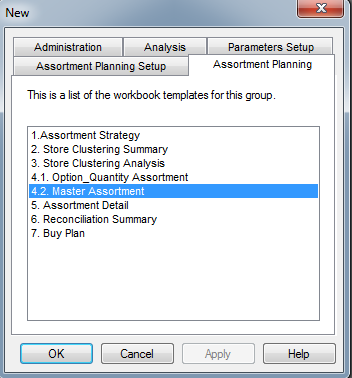 New
Administration Analysis Parameters Setup
Assortment Planning Setup Assortment Planning
This is a list of the workbook templates for this group.
1.Assortment Strategy
2. Store Clustering Summary
3. Store Clustering Analysis
4.1. Option_Quantity Assortment
4.2. Master Assortment
5. Assortment Detail
6. Reconciliation Summary
7. Buy Plan
OK Cancel Apply Help